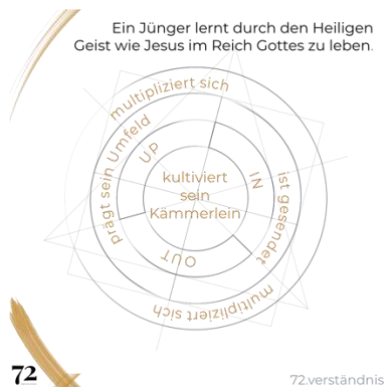 Ein Jünger lernt durch den Heiligen
Geist wie Jesus im Reich Gottes zu leben.
multipliziert sich
prägt sein Umfeld
UP
IN
ist gesendet
kultiviert
sein
Kämmerlein
OUT
multipliziert sich
72
72.verständnis